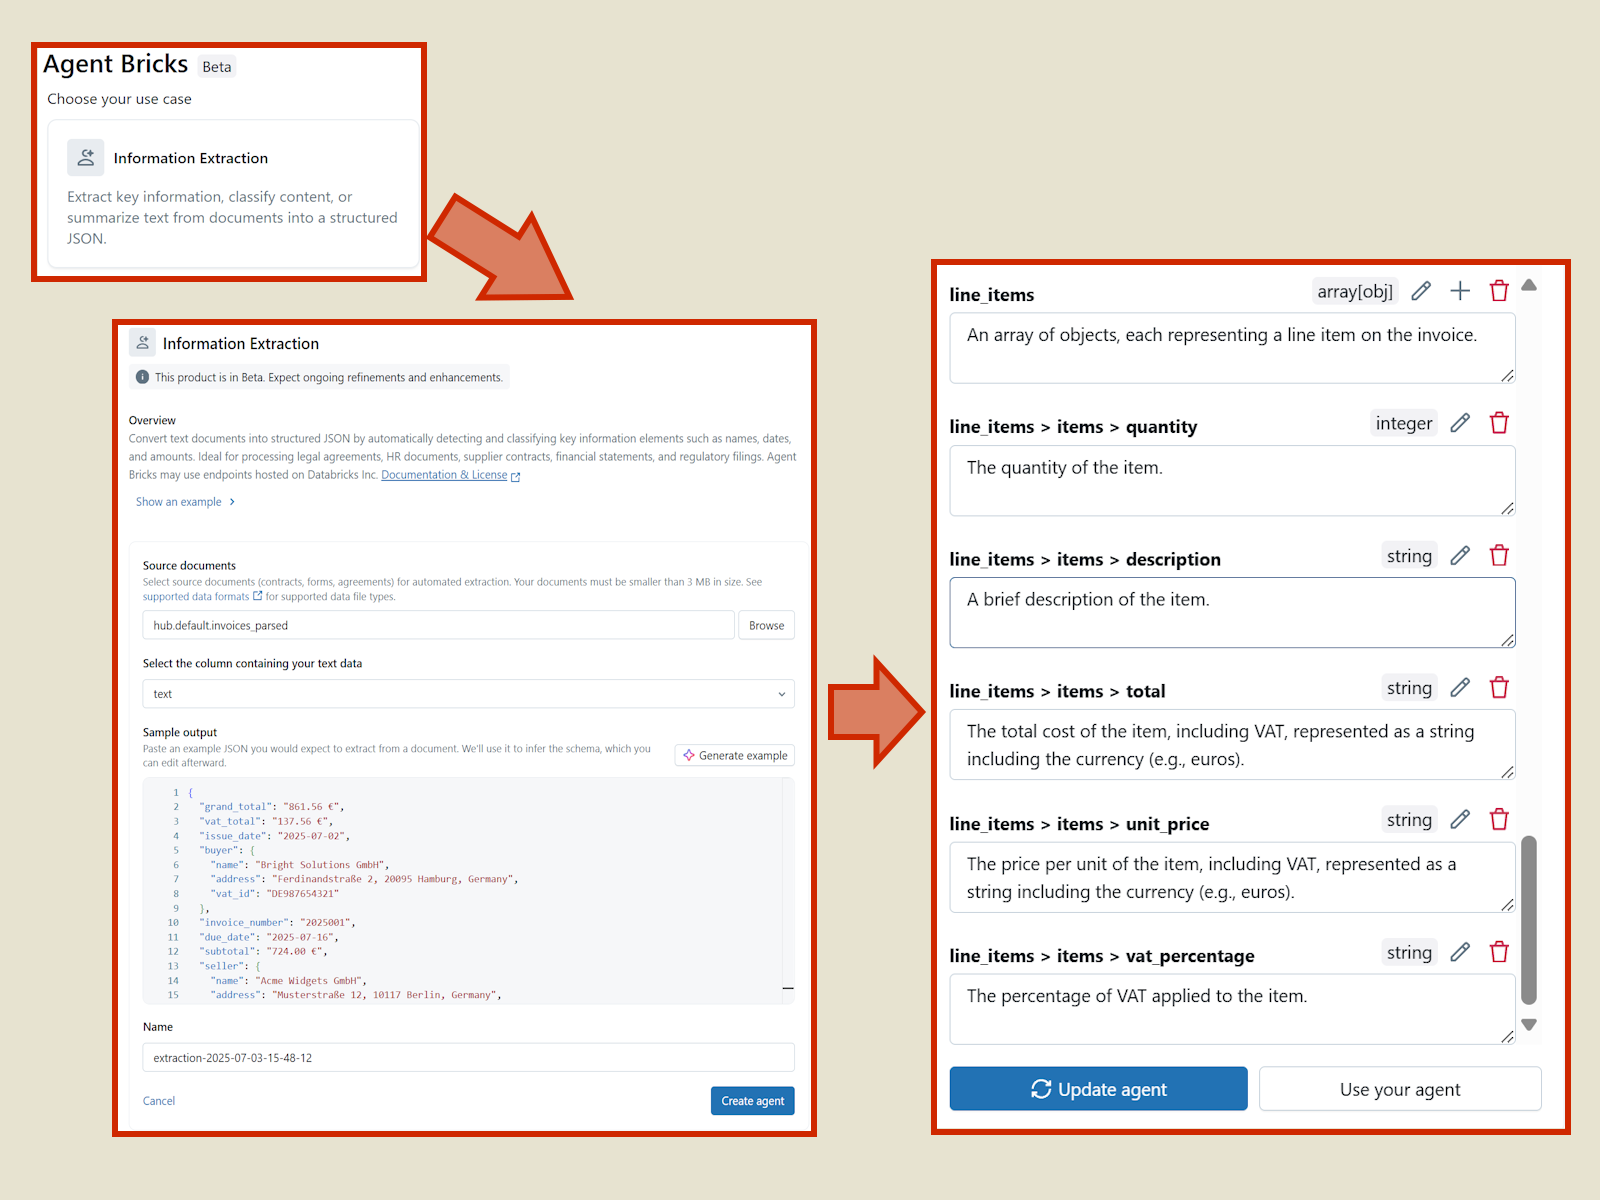 Agent Bricks Beta
Choose your use case
Information Extraction
Extract key information, classify content, or
summarize text from documents into a structured
JSON.
Information Extraction
This product is in Beta. Expect ongoing refinements and enhancements.
Overview
Convert text documents into structured JSON by automatically detecting and classifying key information elements such as names, dates,
and amounts. Ideal for processing legal agreements, HR documents, supplier contracts, financial statements, and regulatory filings. Agent
Bricks may use endpoints hosted on Databricks Inc. Documentation & License
Show an example
Source documents
Select source documents (contracts, forms, agreements) for automated extraction. Your documents must be smaller than 3 MB in size. See
supported data formats for supported data file types.
hub.default.invoices_parsed Browse
Select the column containing your text data
text
Sample output
Paste an example JSON you would expect to extract from a document. We'll use it to infer the schema, which you
can edit afterward.
Generate example
1 {
2 "grand_total": "861.56 €",
3 "vat_total": "137.56 €",
4 "issue_date": "2025-07-02",
5 "buyer": {
6 "name": "Bright Solutions GmbH",
7 "address": "Ferdinandstraße 2, 20095 Hamburg, Germany",
8 "vat_id": "DE987654321"
9 },
10 "invoice_number": "2025001",
11 "due_date": "2025-07-16",
12 "subtotal": "724.00 €",
13 "seller": {
14 "name": "Acme Widgets GmbH",
15 "address": "Musterstraße 12, 10117 Berlin, Germany",
Name
extraction-2025-07-03-15-48-12
Cancel Create agent
line_items array[obj]
An array of objects, each representing a line item on the invoice.
line_items > items > quantity integer
The quantity of the item.
line_items > items > description string
A brief description of the item.
line_items > items > total string
The total cost of the item, including VAT, represented as a string
including the currency (e.g., euros).
line_items > items > unit_price string
The price per unit of the item, including VAT, represented as a
string including the currency (e.g., euros).
line_items > items > vat_percentage string
The percentage of VAT applied to the item.
Update agent Use your agent